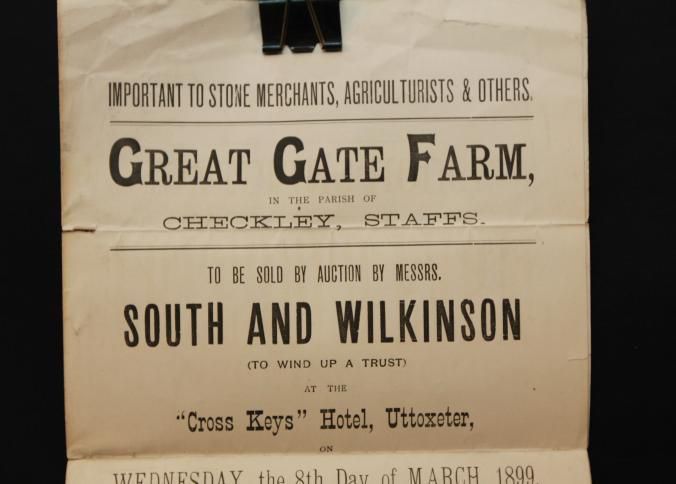 IMPORTANT TO STONE MERCHANTS, AGRICULTURISTS & OTHERS.
GREAT GATE FARM,
IN THE PARISH OF
CHECKLEY, STAFFS.
TO BE SOLD BY AUCTION BY MESSRS.
SOUTH AND WILKINSON
(TO WIND UP A TRUST)
AT THE
"Cross Keys" Hotel, Uttoxeter,
ON
WEDNESDAY, the 8th Day of MARCH 1899,